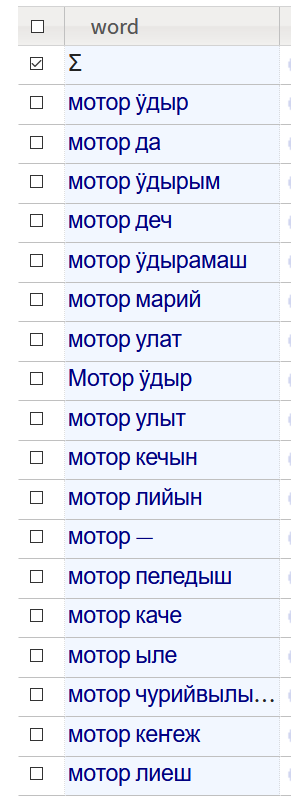 word
Σ
мотор ӱдыр
мотор да
мотор ӱдырым
мотор деч
мотор ӱдырамаш
мотор марий
мотор улат
Мотор ӱдыр
мотор улыт
мотор кечын
мотор лийын
мотор —
мотор пеледыш
мотор каче
мотор ыле
мотор чурийвылы…
мотор кеҥеж
мотор лиеш